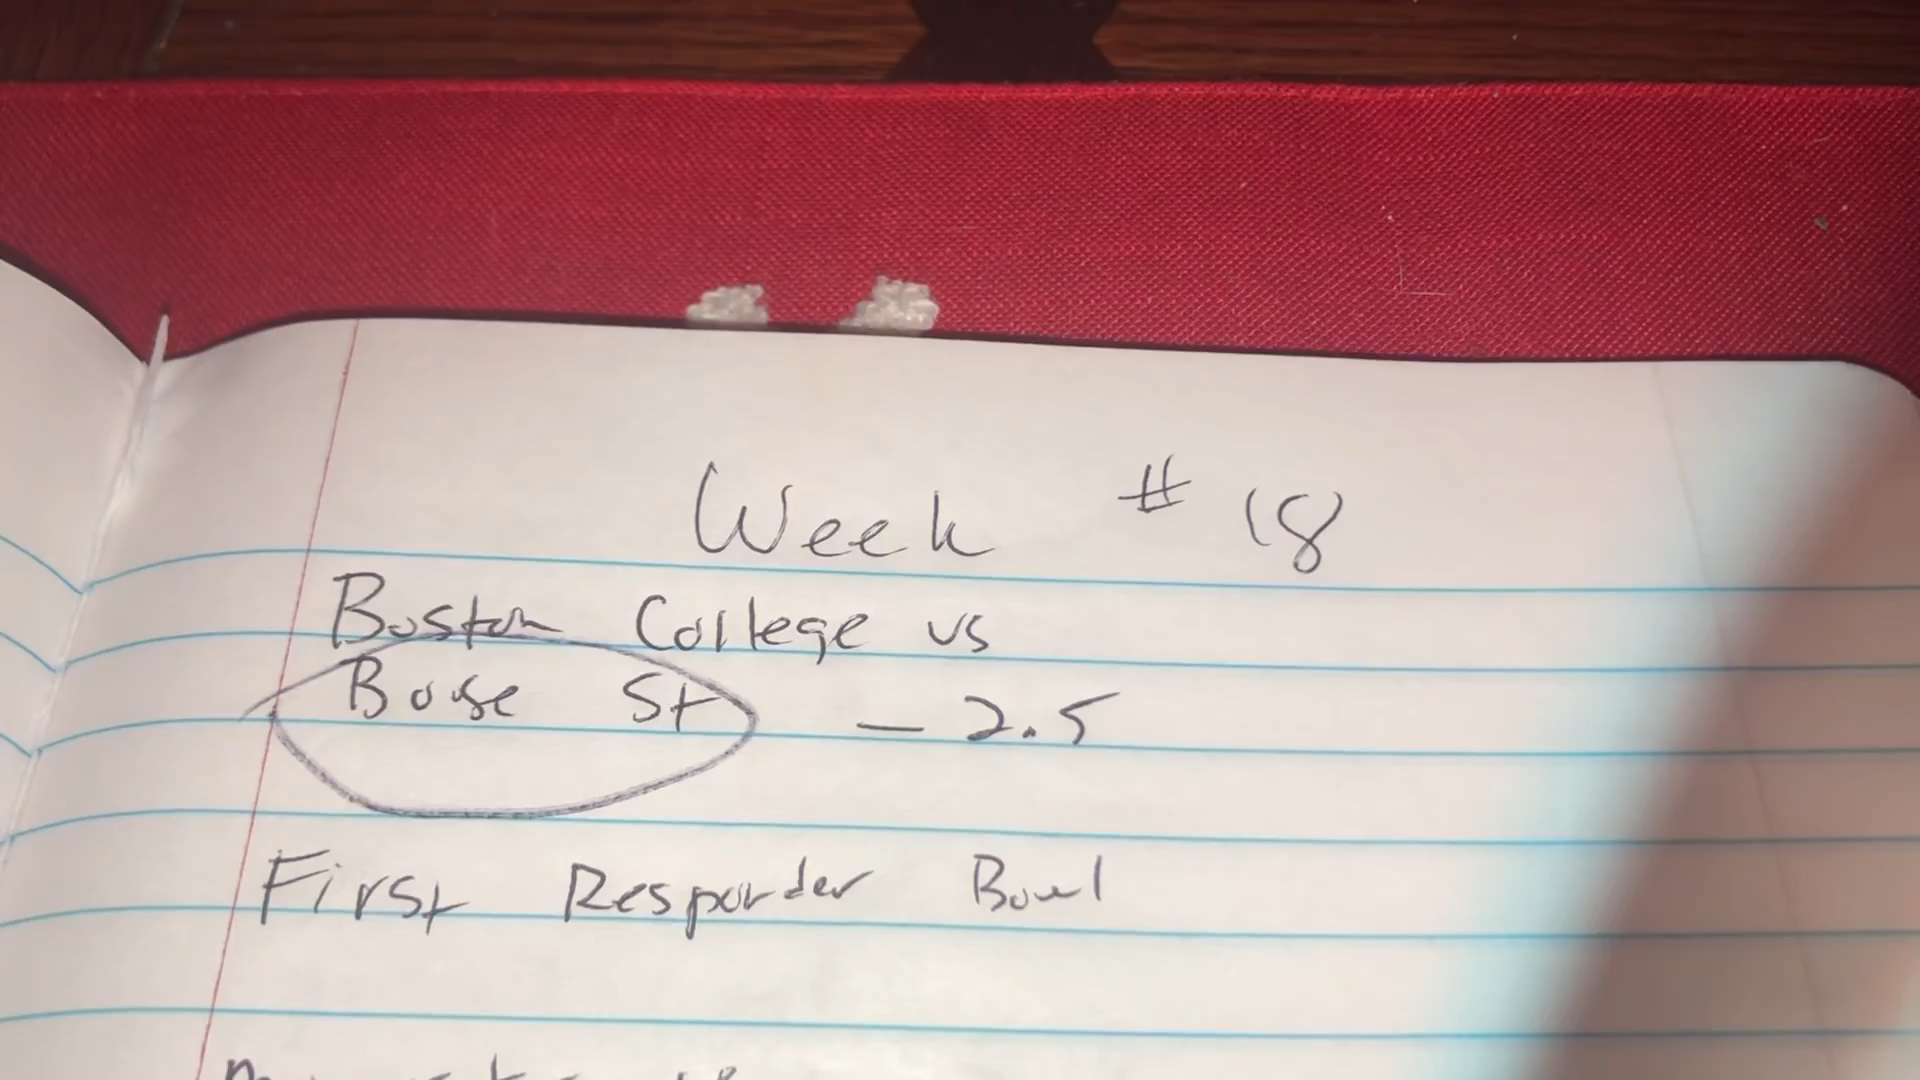 Week # 18
Boston College vs
Boise St - 2.5
First Responder Bowl